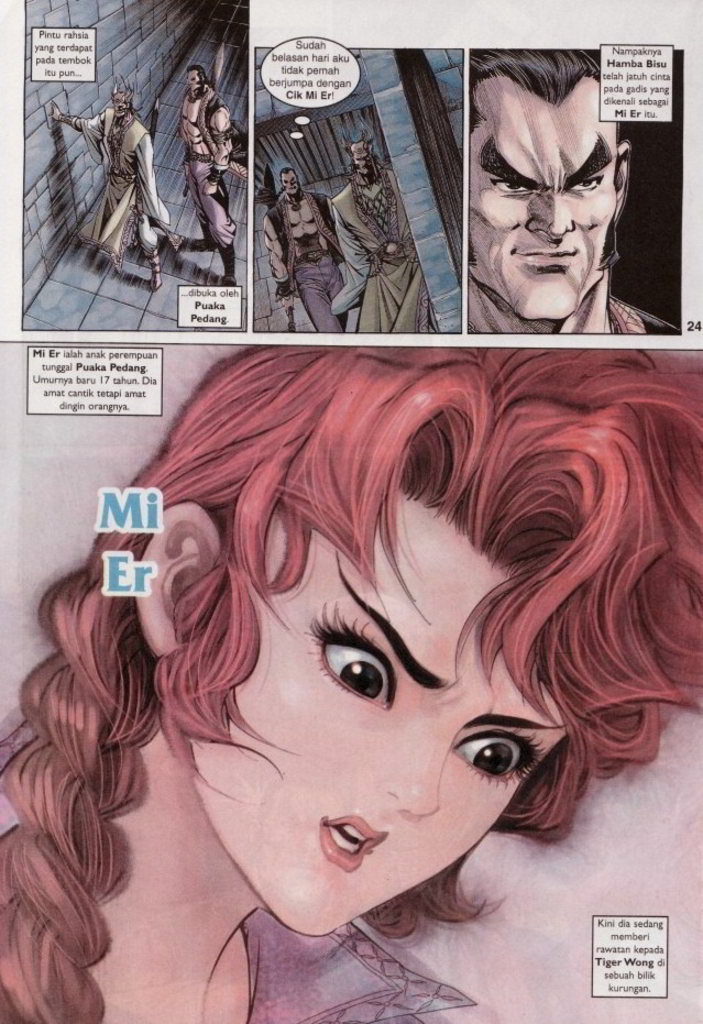 Pintu rahsia
yang terdapat
pada tembok
itu pun...
...dibuka oleh
Puaka
Pedang.
Sudah
belasan hari aku
tidak pernah
berjumpa dengan
Cik Mi Er!
Nampaknya
Hamba Bisu
telah jatuh cinta
pada gadis yang
dikenali sebagai
Mi Er itu.
24
Mi Er ialah anak perempuan
tunggal Puaka Pedang.
Umurnya baru 17 tahun. Dia
amat cantik tetapi amat
dingin orangnya.
Mi
Er
Kini dia sedang
memberi
rawatan kepada
Tiger Wong di
sebuah bilik
kurungan.